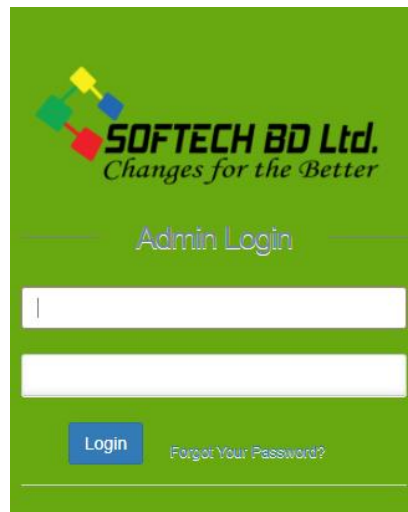 SOFTECH BD Ltd.
Changes for the Better
Admin Login
Login
Forgot Your Password?